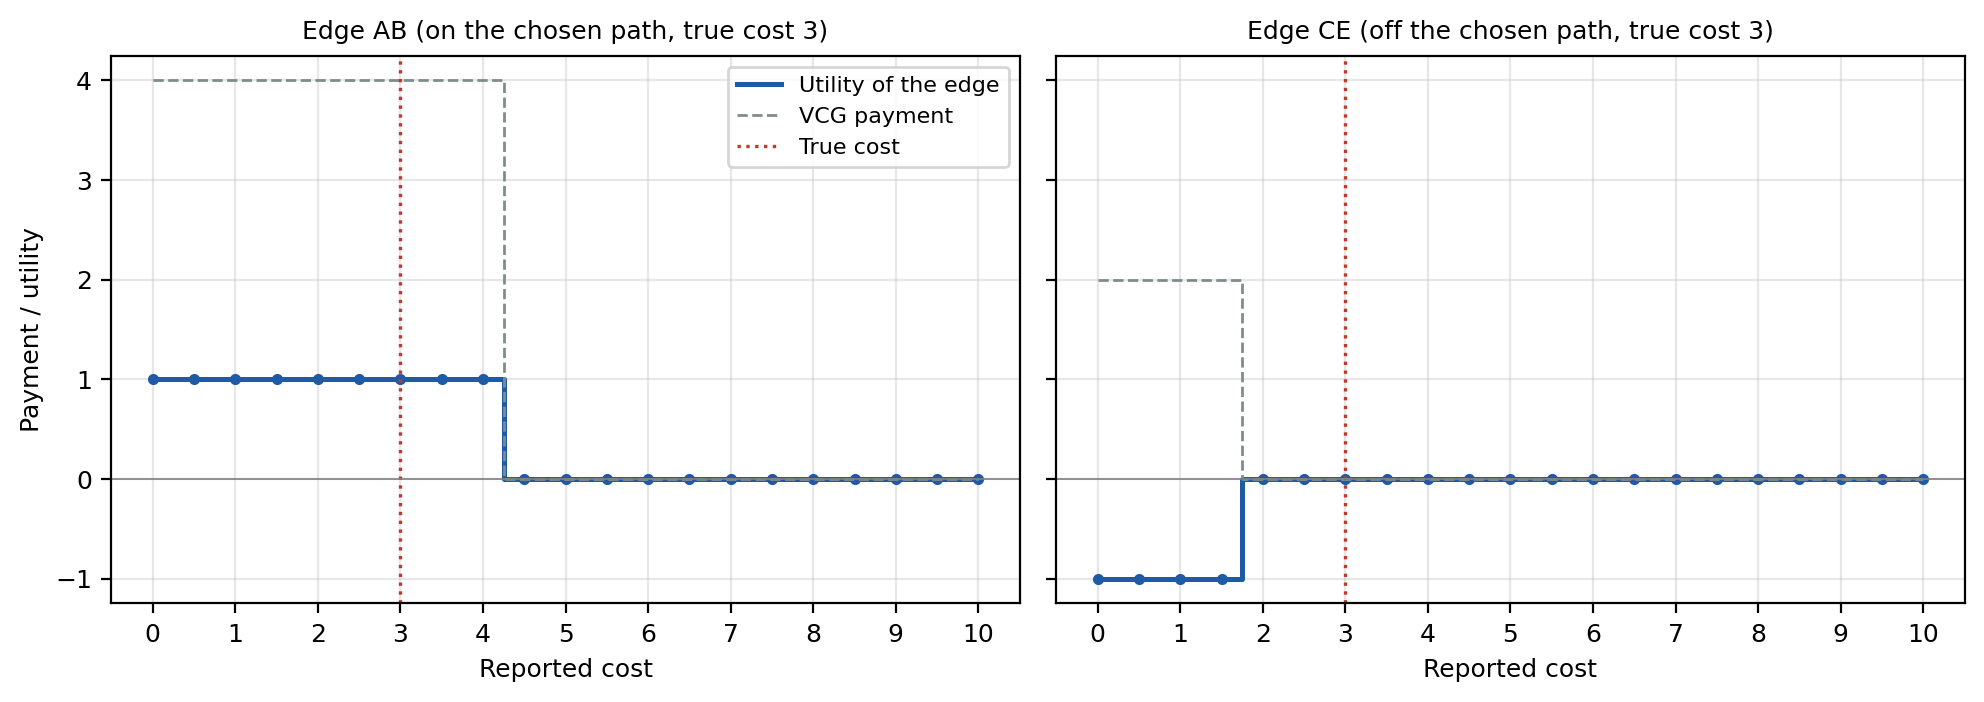 Edge AB (on the chosen path, true cost 3)
Utility of the edge
VCG payment
True cost
Payment / utility
4
3
2
1
0
−1
0 1 2 3 4 5 6 7 8 9 10
Reported cost
Edge CE (off the chosen path, true cost 3)
0 1 2 3 4 5 6 7 8 9 10
Reported cost